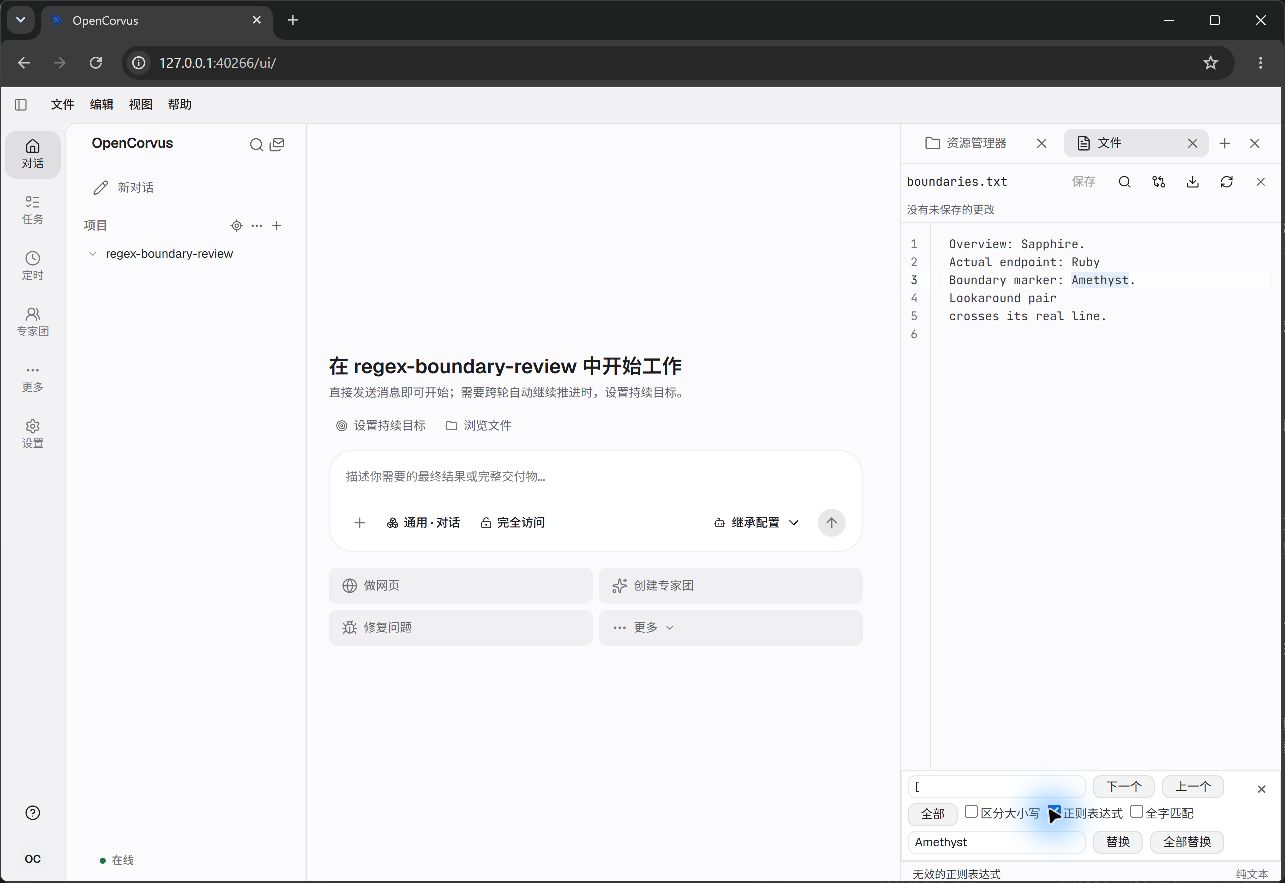 OpenCorvus
127.0.0.1:40266/ui/
文件 编辑 视图 帮助
对话
任务
定时
专家团
更多
设置
OC
OpenCorvus
新对话
项目
regex-boundary-review
在线
在 regex-boundary-review 中开始工作
直接发送消息即可开始；需要跨轮自动继续推进时，设置持续目标。
设置持续目标 浏览文件
描述你需要的最终结果或完整交付物...
通用 · 对话 完全访问 继承配置
做网页 创建专家团
修复问题 更多
资源管理器 文件
boundaries.txt 保存
没有未保存的更改
1 Overview: Sapphire.
2 Actual endpoint: Ruby
3 Boundary marker: Amethyst.
4 Lookaround pair
5 crosses its real line.
6
[ 下一个 上一个
全部 区分大小写 正则表达式 全字匹配
Amethyst 替换 全部替换
无效的正则表达式 纯文本